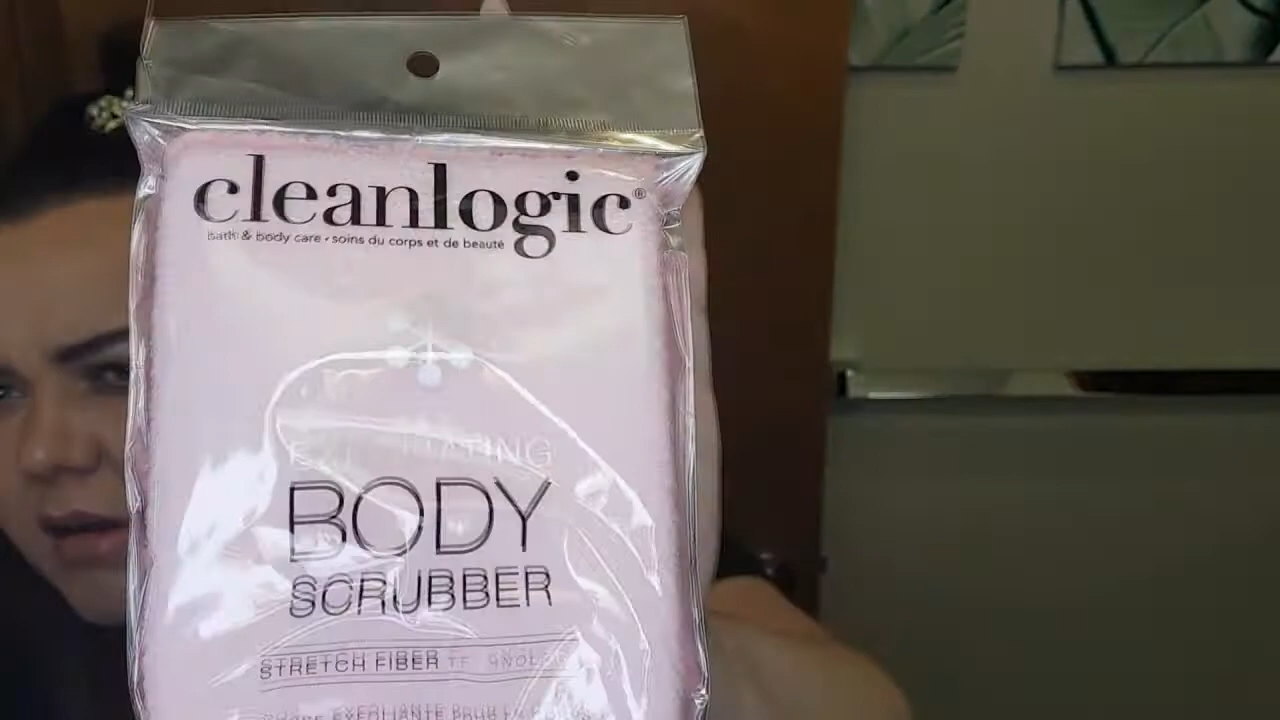 cleanlogic®
bath & body care • soins du corps et de beauté
BODY
SCRUBBER
STRETCH FIBER